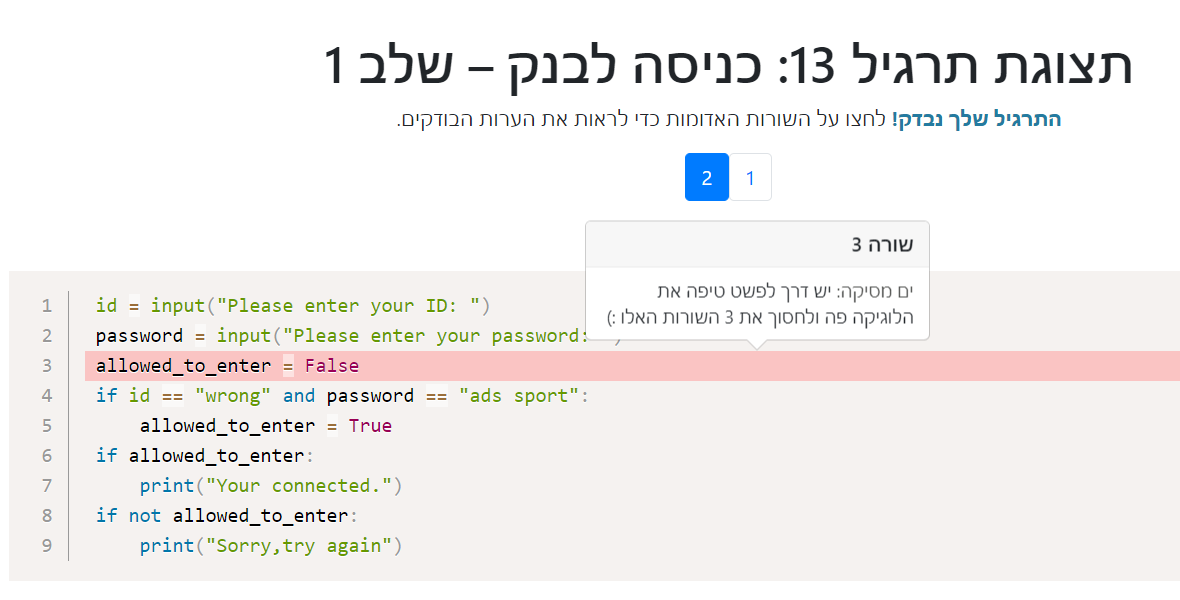 תצוגת תרגיל 13: כניסה לבנק – שלב 1
התרגיל שלך נבדק! לחצו על השורות האדומות כדי לראות את הערות הבודקים.
1 2
שורה 3
ים מסיקה: יש דרך לפשט טיפה את
הלוגיקה פה ולחסוך את 3 השורות האלו :)
1 id = input("Please enter your ID: ")
2 password = input("Please enter your password: ")
3 allowed_to_enter = False
4 if id == "wrong" and password == "ads sport":
5 allowed_to_enter = True
6 if allowed_to_enter:
7 print("Your connected.")
8 if not allowed_to_enter:
9 print("Sorry,try again")